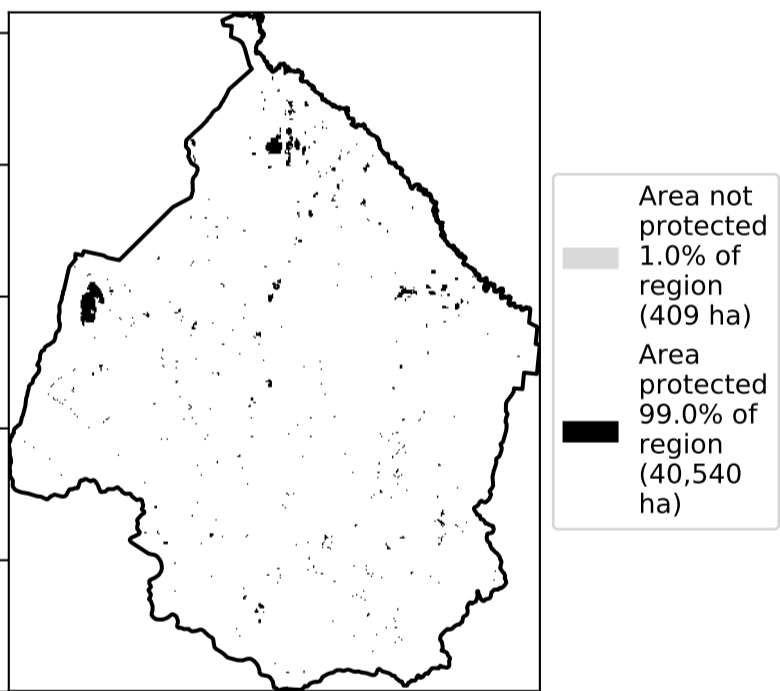 Area not
protected
1.0% of
region
(409 ha)
Area
protected
99.0% of
region
(40,540
ha)